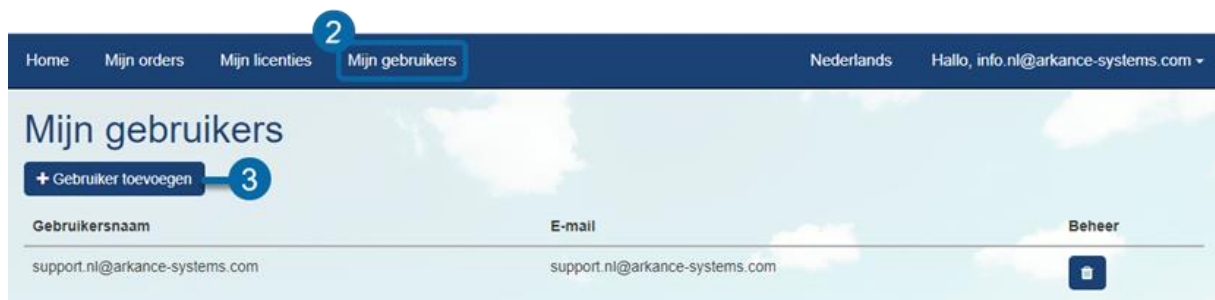 2
Home Mijn orders Mijn licenties Mijn gebruikers Nederlands Hallo, info.nl@arkance-systems.com
Mijn gebruikers
+ Gebruiker toevoegen 3
Gebruikersnaam E-mail Beheer
support.nl@arkance-systems.com support.nl@arkance-systems.com